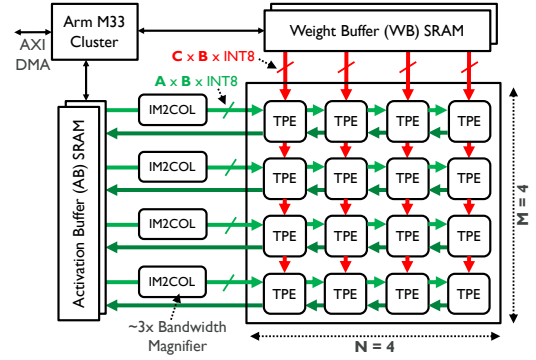 Arm M33
Cluster
AXI
DMA
Weight Buffer (WB) SRAM
C x B x INT8
A x B x INT8
Activation Buffer (AB) SRAM
IM2COL
TPE TPE TPE TPE
IM2COL
TPE TPE TPE TPE
IM2COL
TPE TPE TPE TPE
IM2COL
TPE TPE TPE TPE
M = 4
~3x Bandwidth
Magnifier
N = 4